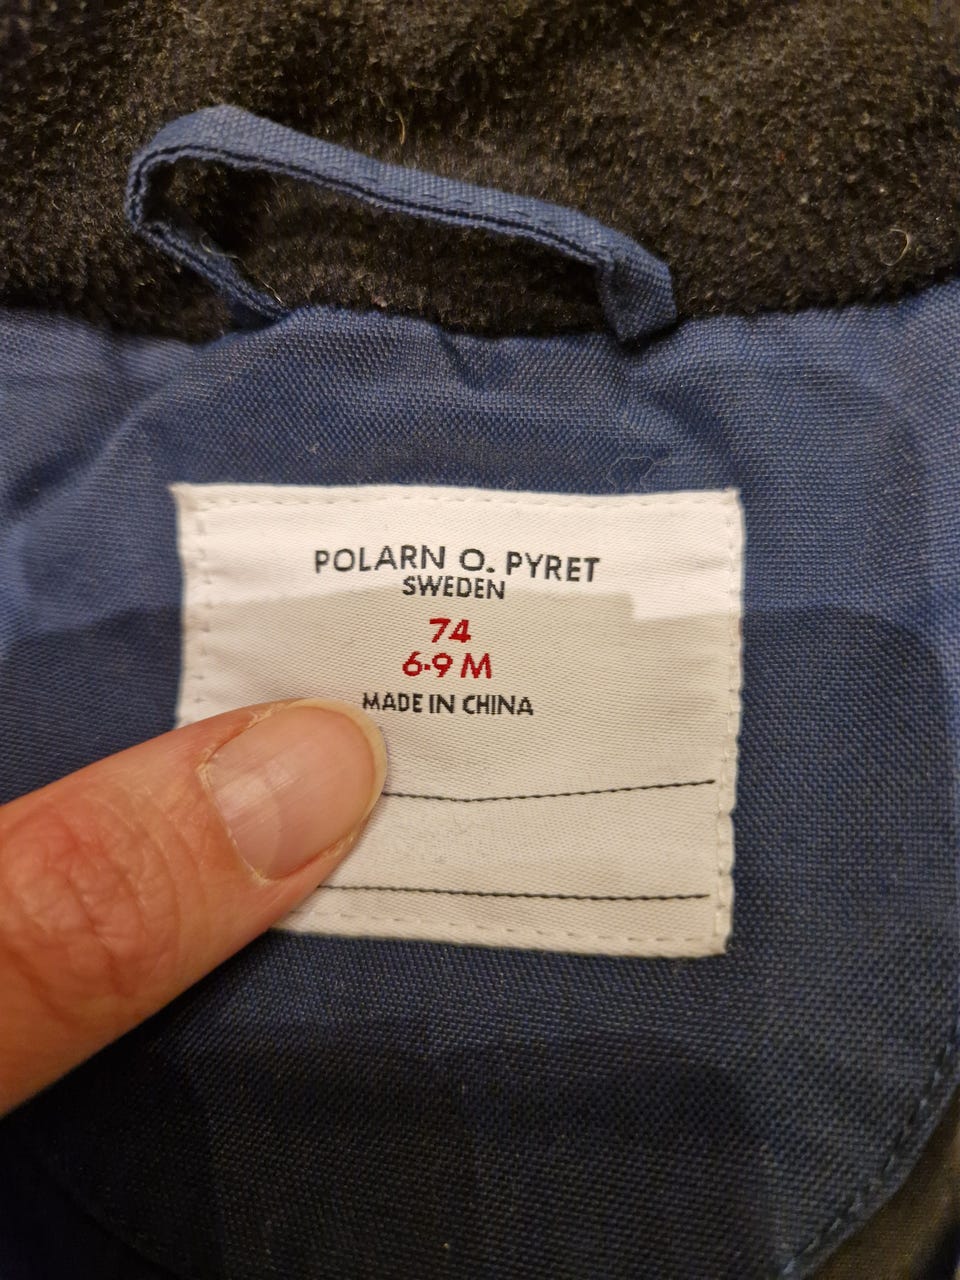 POLARN O. PYRET
SWEDEN
74
6-9 M
MADE IN CHINA